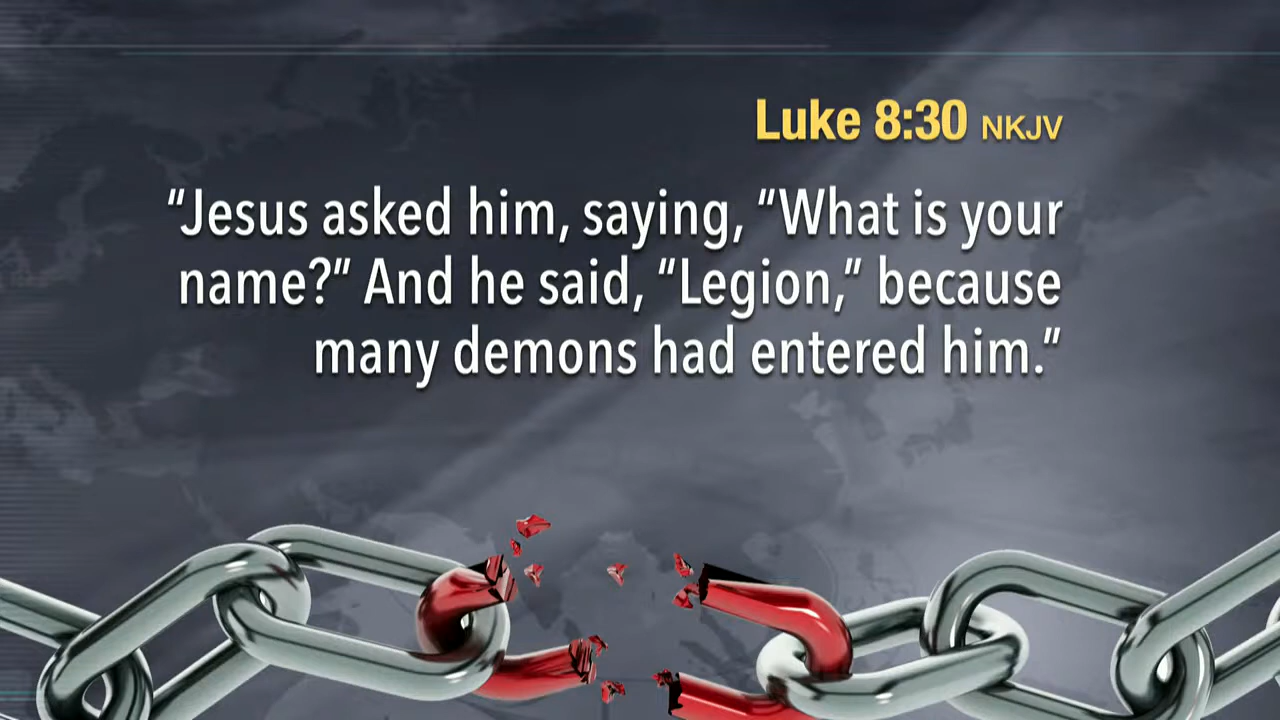 Luke 8:30 NKJV
“Jesus asked him, saying, “What is your
name?” And he said, “Legion,” because
many demons had entered him.”